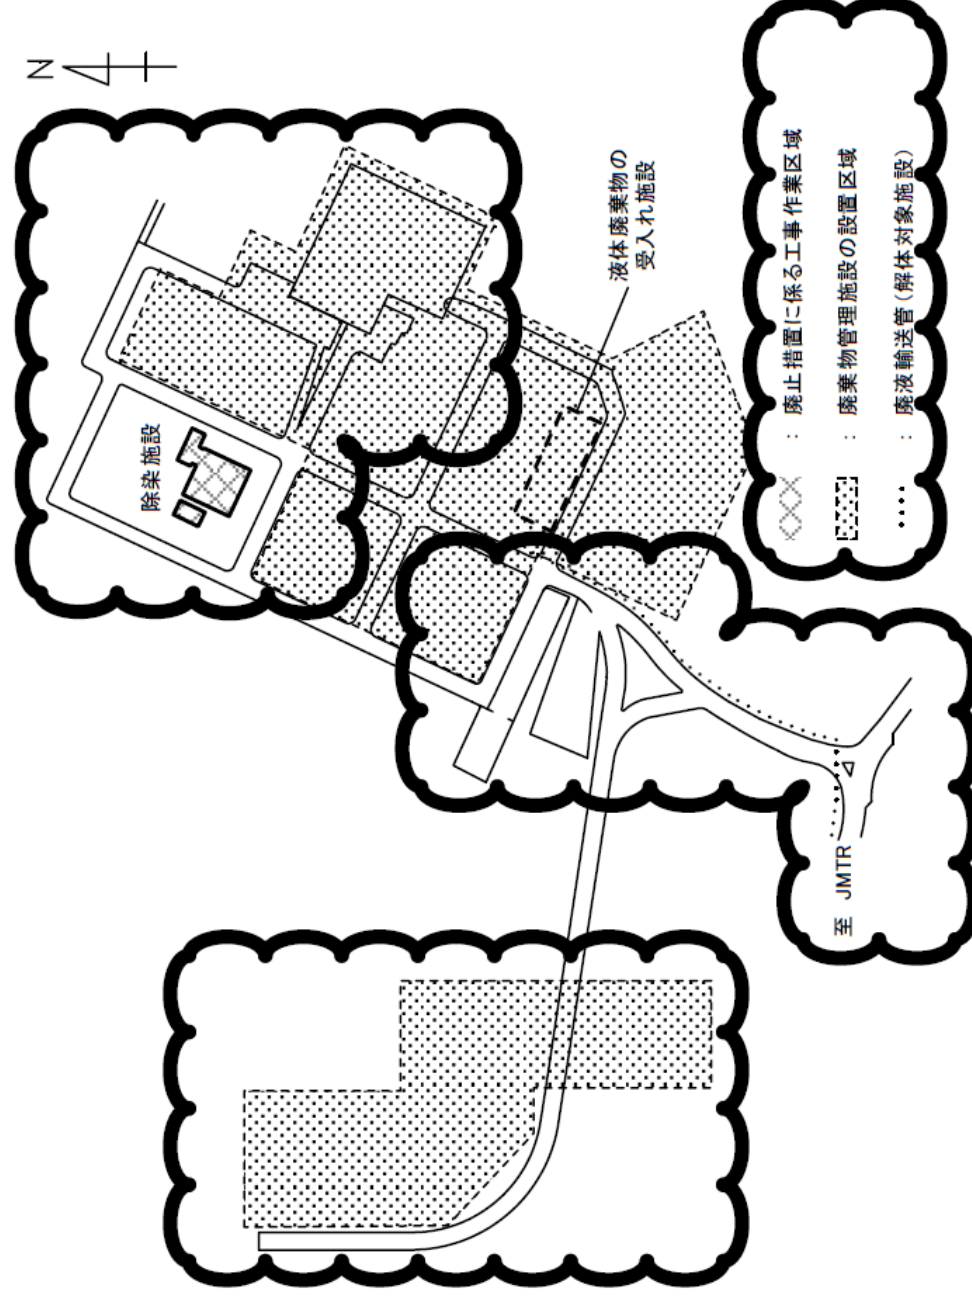 N
除染施設
液体廃棄物の
受入れ施設
至 JMTR
： 廃止措置に係る工事作業区域
： 廃棄物管理施設の設置区域
： 廃液輸送管（解体対象施設）